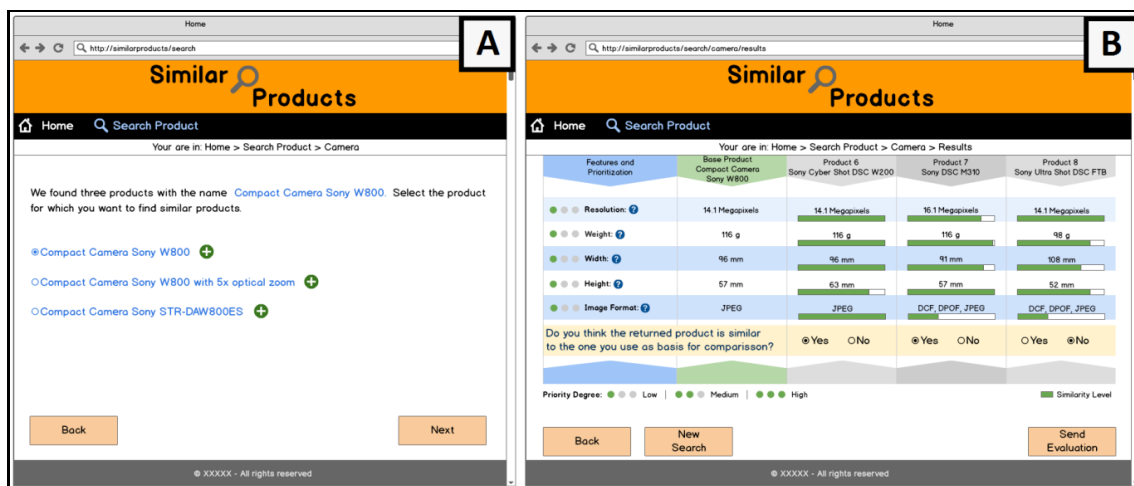 Home
http://similarproducts/search
A
Similar
Products
Home Search Product
Your are in: Home > Search Product > Camera
We found three products with the name Compact Camera Sony W800. Select the product
for which you want to find similar products.
Compact Camera Sony W800
Compact Camera Sony W800 with 5x optical zoom
Compact Camera Sony STR-DAW800ES
Back Next
© XXXXX - All rights reserved
Home
http://similarproducts/search/camera/results
B
Similar
Products
Home Search Product
Your are in: Home > Search Product > Camera > Results
Features and Prioritization
Base Product Compact Camera Sony W800
Product 6 Sony Cyber Shot DSC W200
Product 7 Sony DSC M310
Product 8 Sony Ultra Shot DSC FTB
Resolution: ? 14.1 Megapixels 14.1 Megapixels 16.1 Megapixels 14.1 Megapixels
Weight: ? 116 g 116 g 116 g 98 g
Width: ? 96 mm 96 mm 91 mm 108 mm
Height: ? 57 mm 63 mm 57 mm 52 mm
Image Format: ? JPEG JPEG DCF, DPOF, JPEG DCF, DPOF, JPEG
Do you think the returned product is similar
to the one you use as basis for comparisson? Yes No Yes No Yes No
Priority Degree: Low | Medium | High Similarity Level
Back New Search Send Evaluation
© XXXXX - All rights reserved